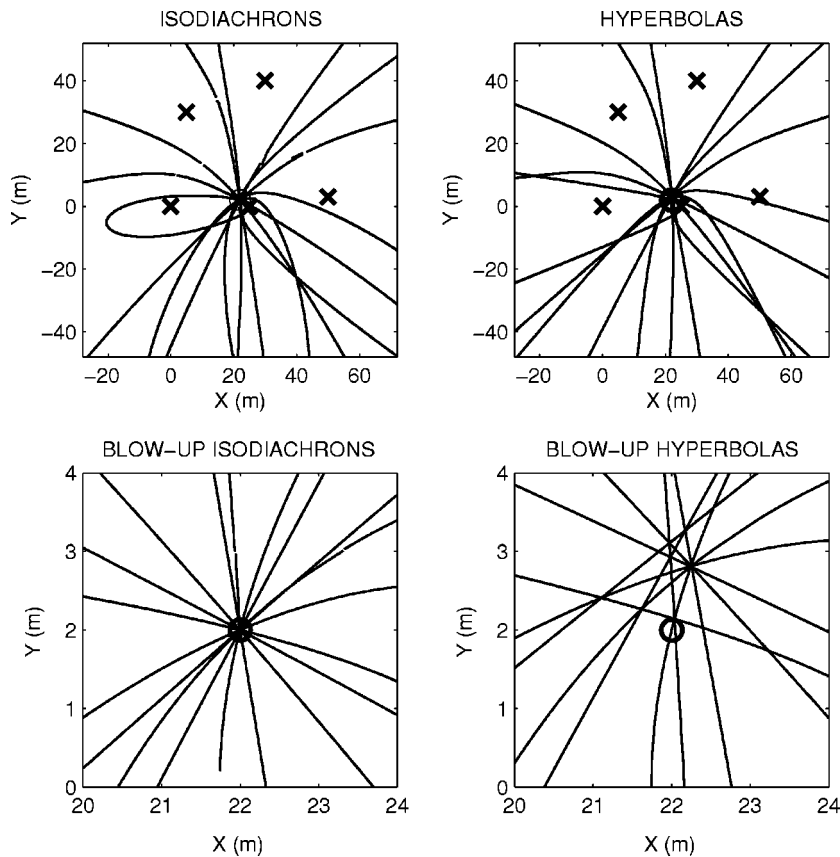 ISODIACHRONS
HYPERBOLAS
40
20
0
−20
−40
Y (m)
−20 0 20 40 60
X (m)
40
20
0
−20
−40
Y (m)
−20 0 20 40 60
X (m)
BLOW−UP ISODIACHRONS
BLOW−UP HYPERBOLAS
4
3
2
1
0
Y (m)
20 21 22 23 24
X (m)
4
3
2
1
0
Y (m)
20 21 22 23 24
X (m)